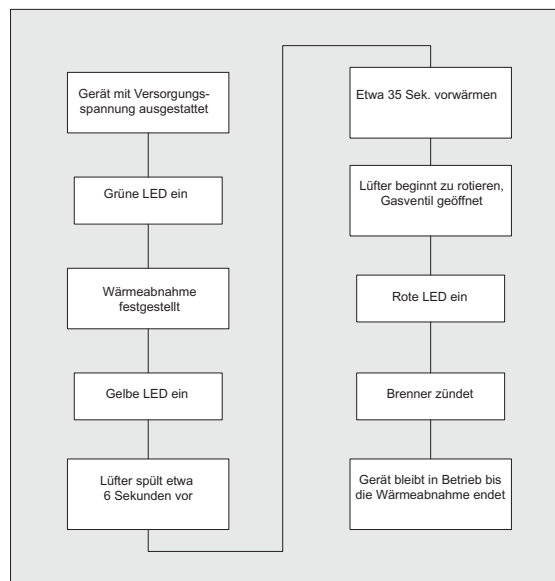 Gerät mit Versorgungs-
spannung ausgestattet
Grüne LED ein
Wärmeabnahme
festgestellt
Gelbe LED ein
Lüfter spült etwa
6 Sekunden vor
Etwa 35 Sek. vorwärmen
Lüfter beginnt zu rotieren,
Gasventil geöffnet
Rote LED ein
Brenner zündet
Gerät bleibt in Betrieb bis
die Wärmeabnahme endet